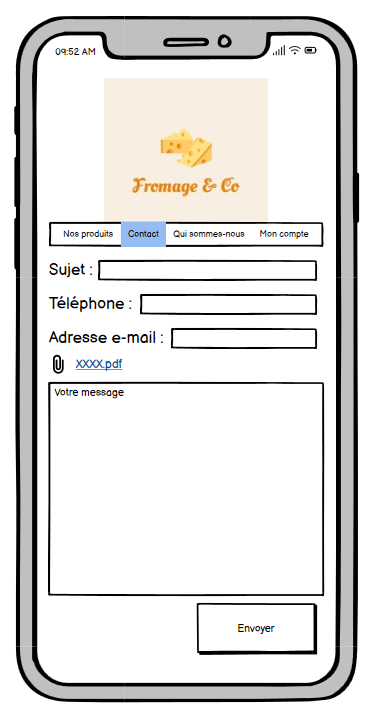 09:52 AM
Fromage & Co
Nos produits Contact Qui sommes-nous Mon compte
Sujet :
Téléphone :
Adresse e-mail :
XXXX.pdf
Votre message
Envoyer